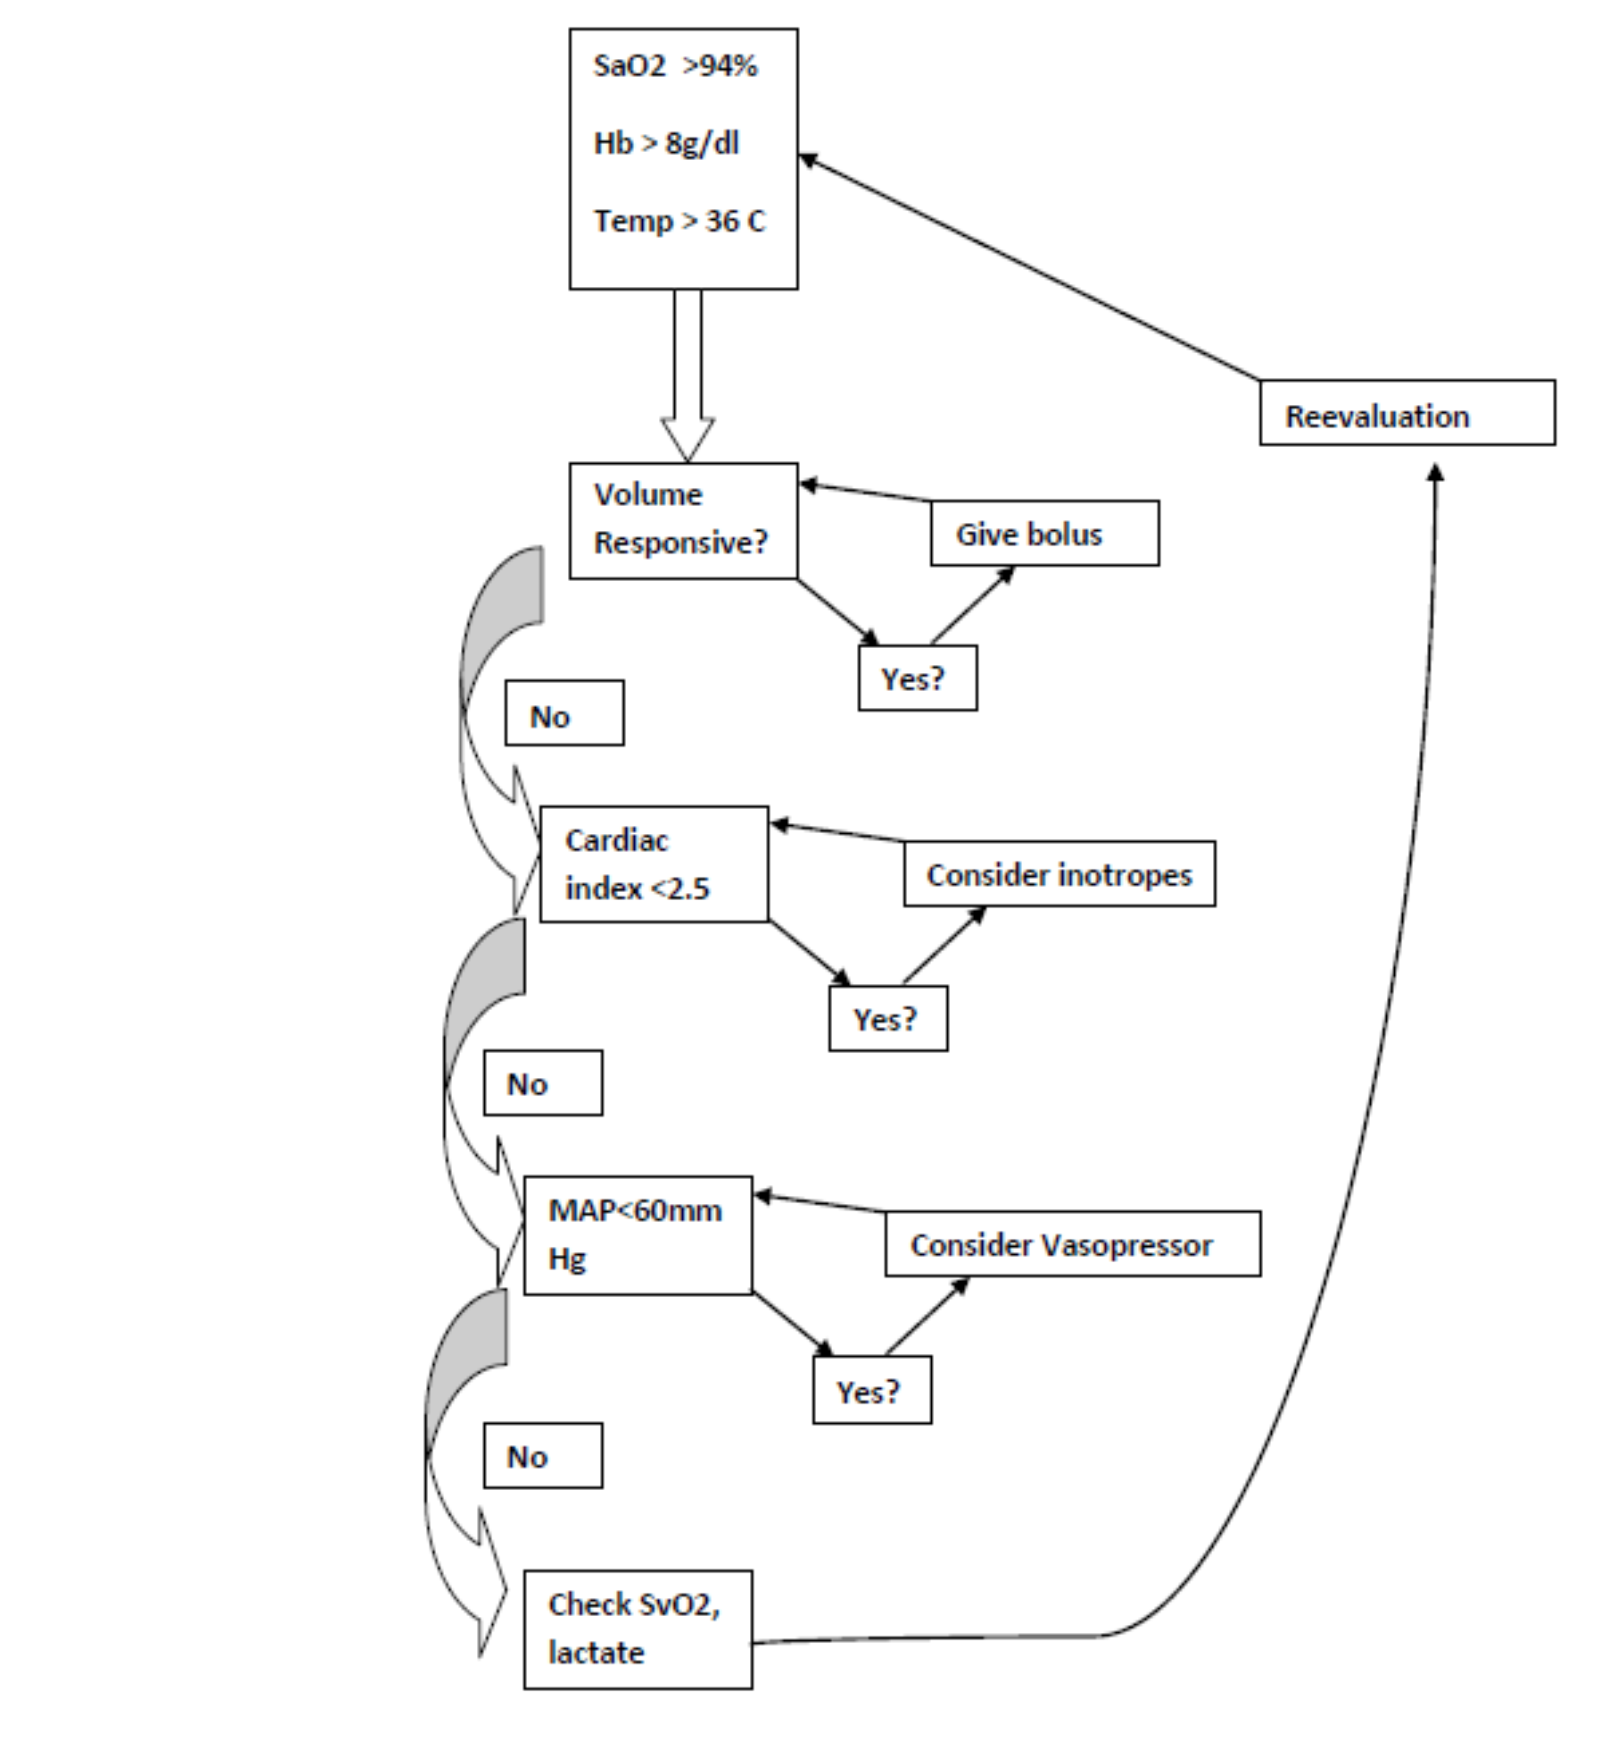 SaO2 >94%
Hb > 8g/dl
Temp > 36 C
Reevaluation
Volume
Responsive?
Give bolus
Yes?
No
Cardiac
index <2.5
Consider inotropes
Yes?
No
MAP<60mm
Hg
Consider Vasopressor
Yes?
No
Check SvO2,
lactate